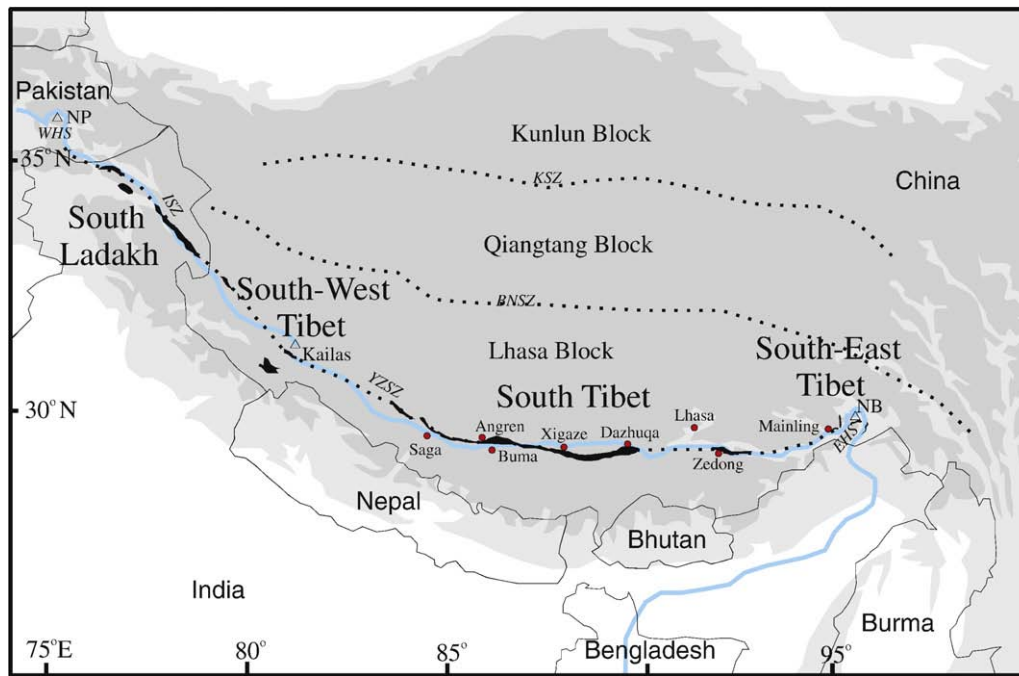 Pakistan
NP
WHS
35°N
Kunlun Block
KSZ
China
ISZ
South
Ladakh
Qiangtang Block
BNSZ
South-West
Tibet
Kailas
Lhasa Block
South-East
Tibet
YZSZ
South Tibet
30°N
NB
EHS
Mainling
Lhasa
Angren
Xigaze
Dazhuqa
Saga
Buma
Zedong
Nepal
Bhutan
India
Burma
Bangladesh
75°E
80°
85°
95°